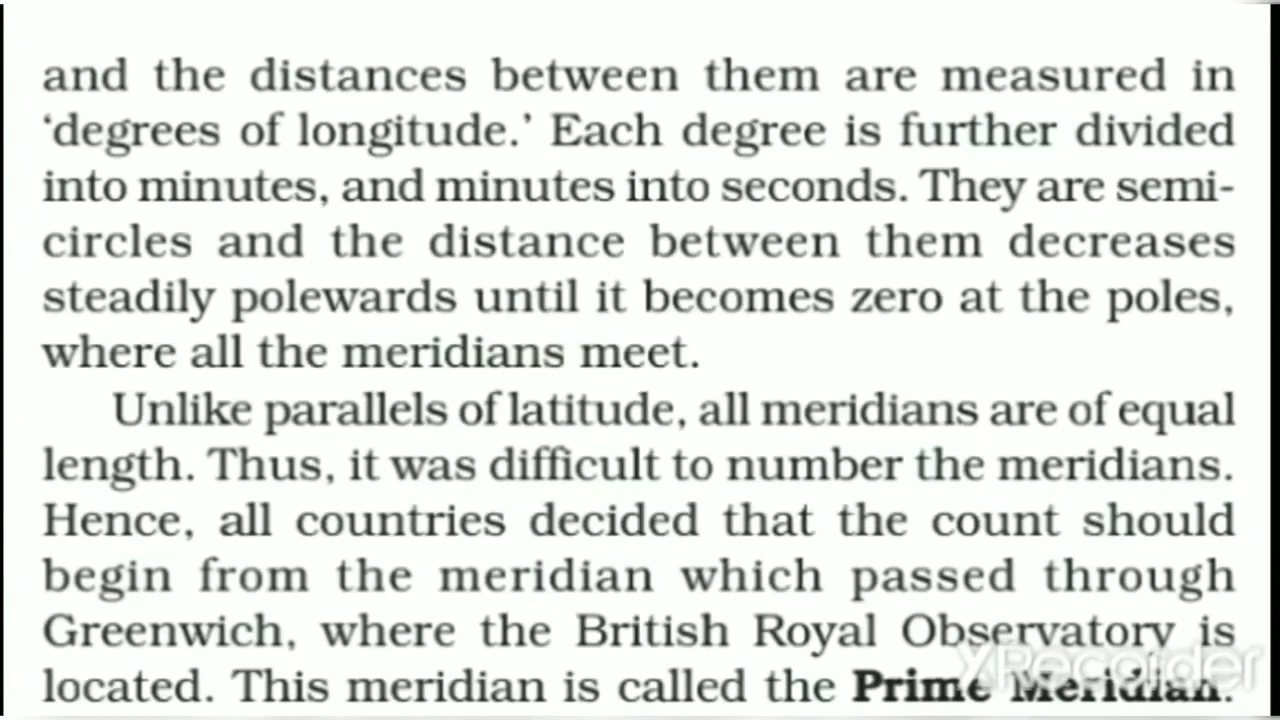 and the distances between them are measured in
‘degrees of longitude.’ Each degree is further divided
into minutes, and minutes into seconds. They are semi-
circles and the distance between them decreases
steadily polewards until it becomes zero at the poles,
where all the meridians meet.
Unlike parallels of latitude, all meridians are of equal
length. Thus, it was difficult to number the meridians.
Hence, all countries decided that the count should
begin from the meridian which passed through
Greenwich, where the British Royal Observatory is
located. This meridian is called the Prime Meridian.
XRecorder